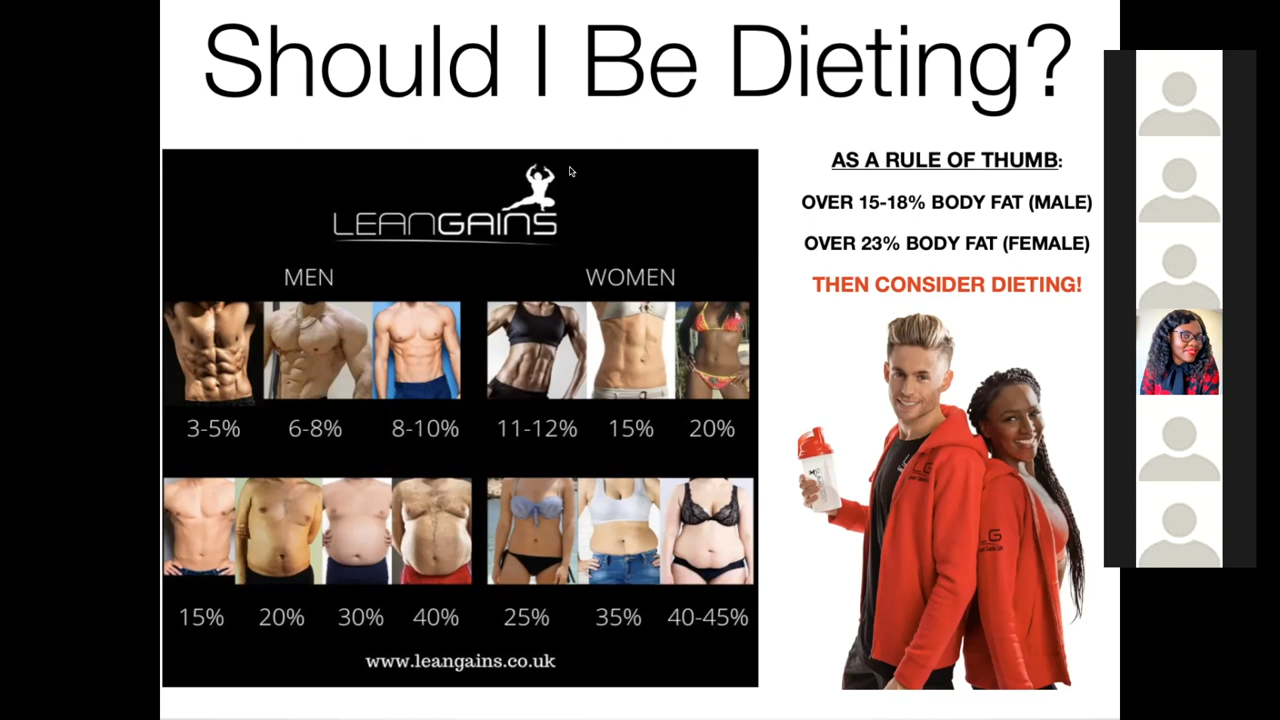 Should I Be Dieting?
LEANGAINS
MEN
WOMEN
3-5%
6-8%
8-10%
11-12%
15%
20%
15%
20%
30%
40%
25%
35%
40-45%
www.leangains.co.uk
AS A RULE OF THUMB:
OVER 15-18% BODY FAT (MALE)
OVER 23% BODY FAT (FEMALE)
THEN CONSIDER DIETING!